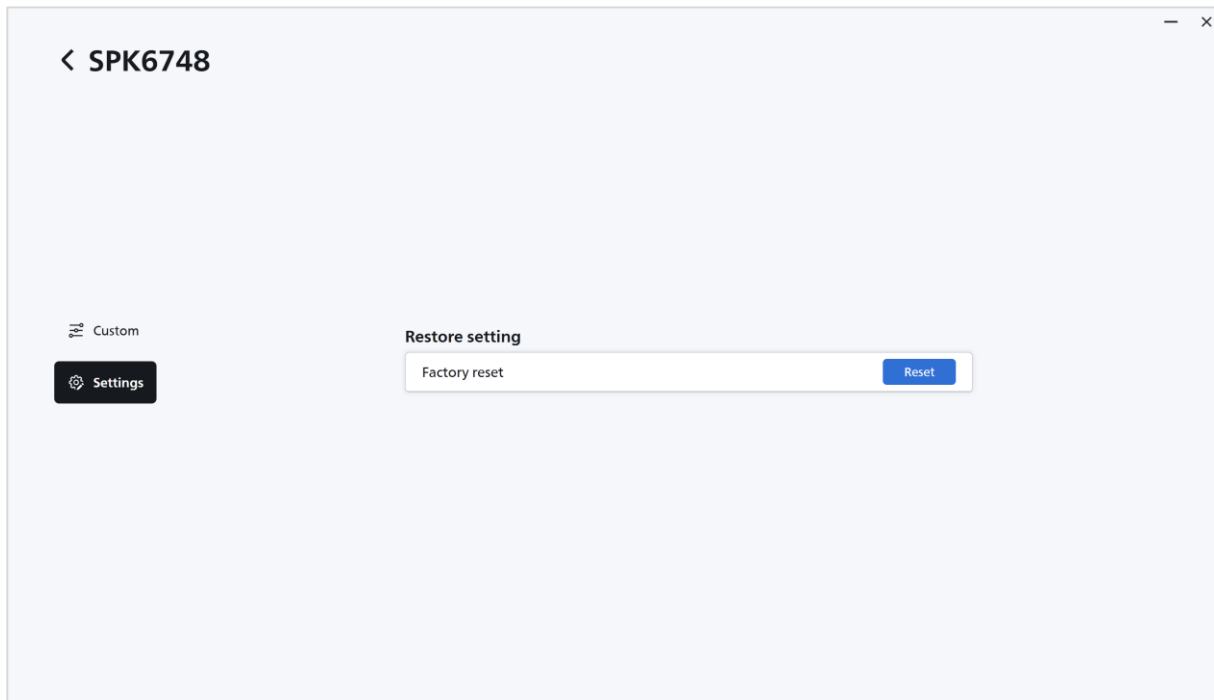 SPK6748
Custom
Settings
Restore setting
Factory reset
Reset